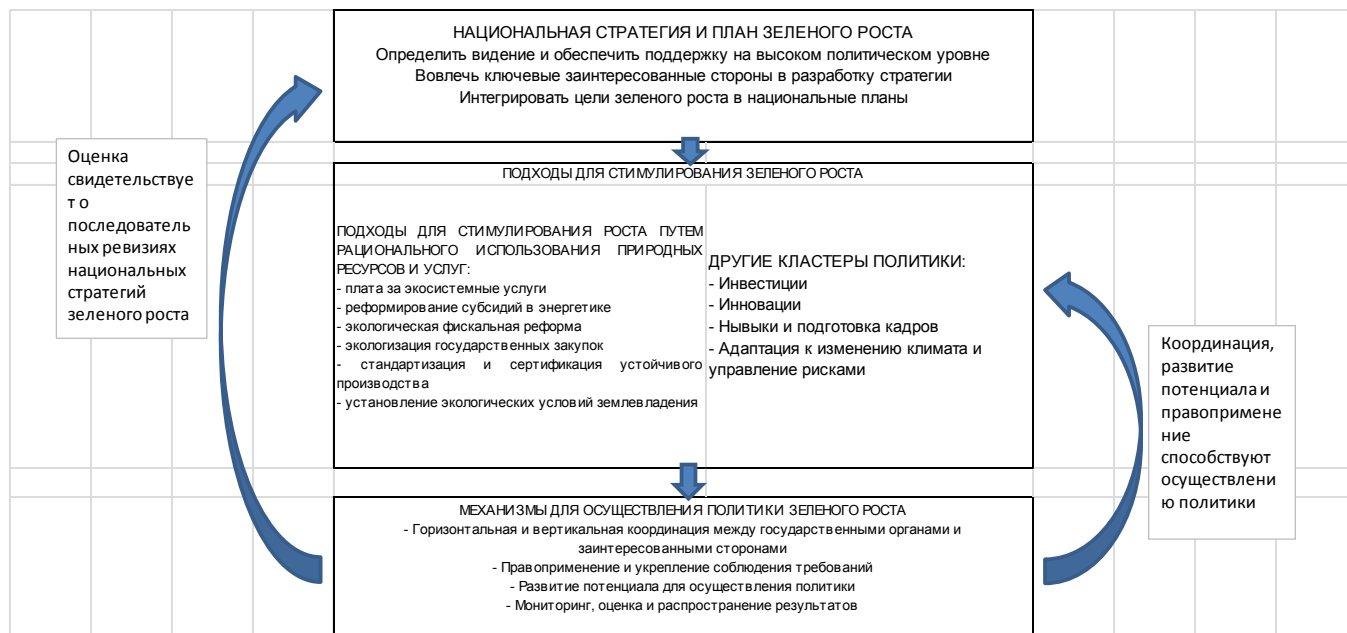 НАЦИОНАЛЬНАЯ СТРАТЕГИЯ И ПЛАН ЗЕЛЕНОГО РОСТА
Определить видение и обеспечить поддержку на высоком политическом уровне
Вовлечь ключевые заинтересованные стороны в разработку стратегии
Интегрировать цели зеленого роста в национальные планы
Оценка
свидетельствуе
т о
последователь
ных ревизиях
национальных
стратегий
зеленого роста
ПОДХОДЫ ДЛЯ СТИМУЛИРОВАНИЯ ЗЕЛЕНОГО РОСТА
ПОДХОДЫ ДЛЯ СТИМУЛИРОВАНИЯ РОСТА ПУТЕМ
РАЦИОНАЛЬНОГО ИСПОЛЬЗОВАНИЯ ПРИРОДНЫХ
РЕСУРСОВ И УСЛУГ:
- плата за экосистемные услуги
- реформирование субсидий в энергетике
- экологическая фискальная реформа
- экологизация государственных закупок
- стандартизация и сертификация устойчивого
производства
- установление экологических условий землевладения
ДРУГИЕ КЛАСТЕРЫ ПОЛИТИКИ:
- Инвестиции
- Инновации
- Нывыки и подготовка кадров
- Адаптация к изменению климата и
управление рисками
Координация,
развитие
потенциала и
правопримене
ние
способствуют
осуществлени
ю политики
МЕХАНИЗМЫ ДЛЯ ОСУЩЕСТВЛЕНИЯ ПОЛИТИКИ ЗЕЛЕНОГО РОСТА
- Горизонтальная и вертикальная координация между государственными органами и
заинтересованными сторонами
- Правоприменение и укрепление соблюдения требований
- Развитие потенциала для осуществления политики
- Мониторинг, оценка и распространение результатов